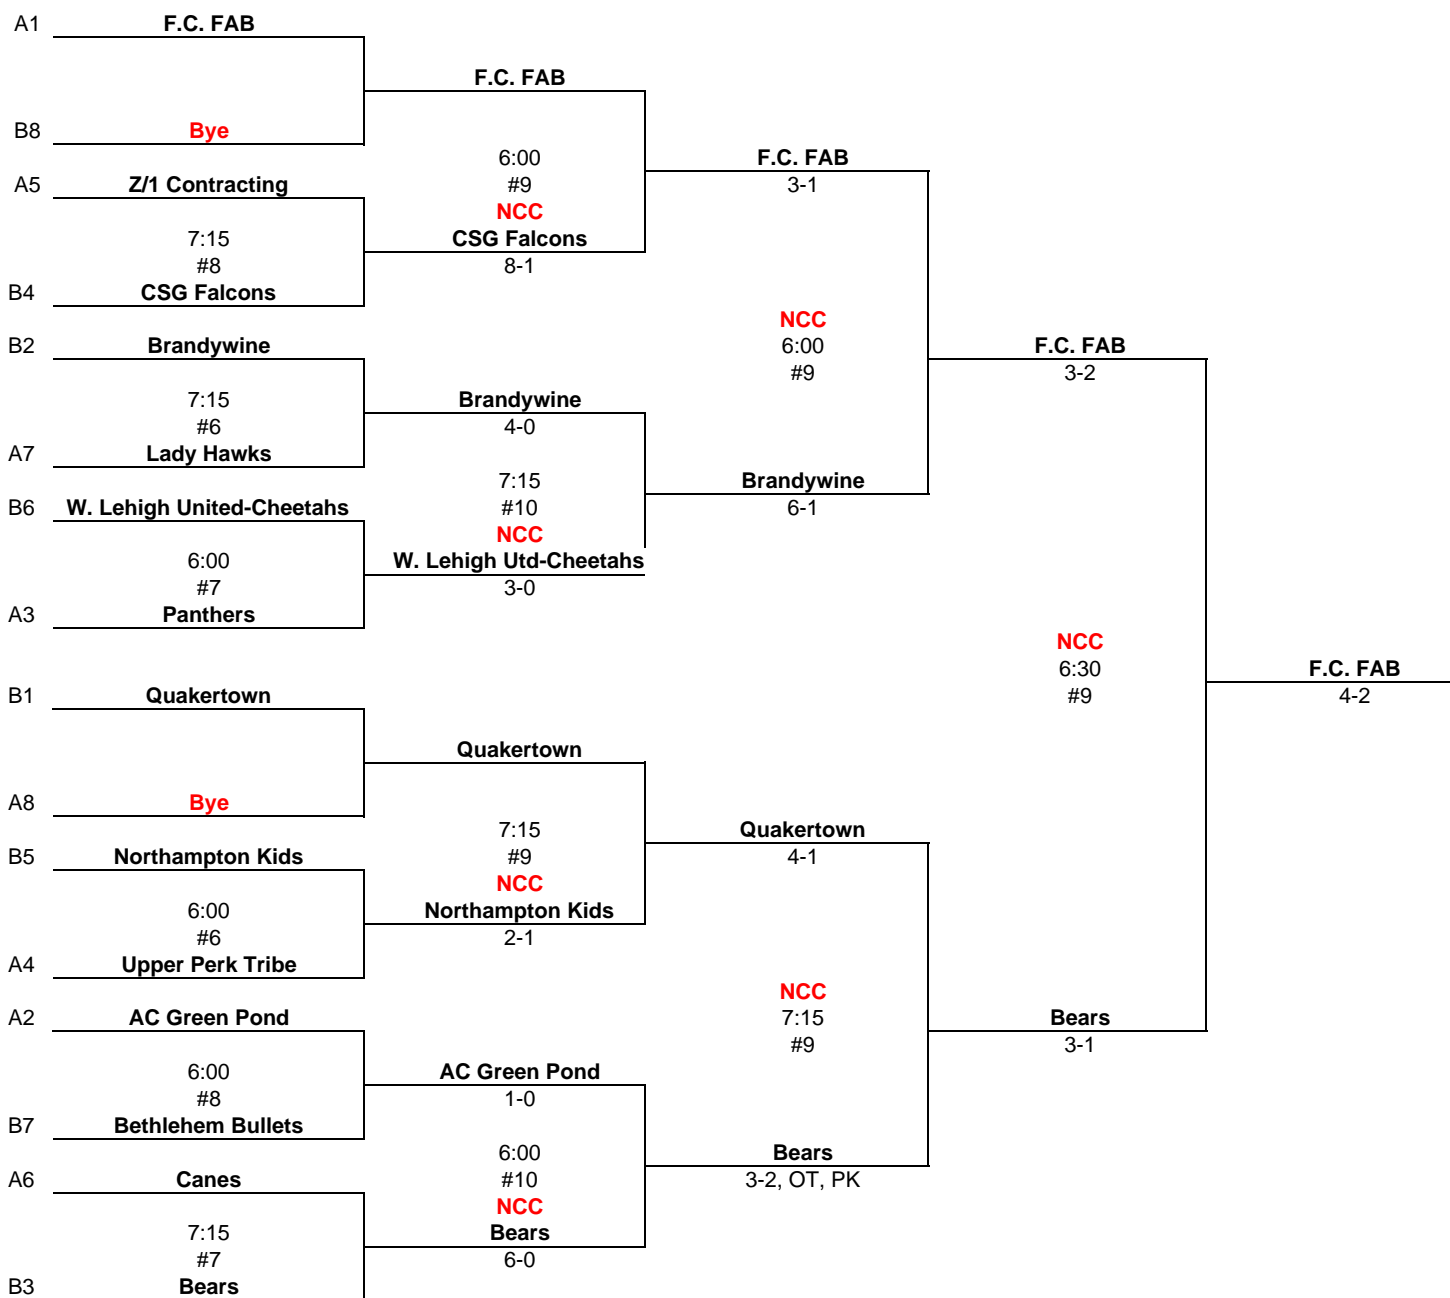 A1 F.C. FAB
F.C. FAB
B8 Bye
6:00
F.C. FAB
A5 Z/1 Contracting
#9
3-1
NCC
7:15
CSG Falcons
#8
8-1
B4 CSG Falcons
NCC
B2 Brandywine
6:00
F.C. FAB
#9
3-2
7:15
Brandywine
#6
4-0
A7 Lady Hawks
7:15
Brandywine
B6 W. Lehigh United-Cheetahs
#10
6-1
NCC
6:00
W. Lehigh Utd-Cheetahs
#7
3-0
A3 Panthers
NCC
6:30
F.C. FAB
B1 Quakertown
#9
4-2
Quakertown
A8 Bye
7:15
Quakertown
B5 Northampton Kids
#9
4-1
NCC
6:00
Northampton Kids
#6
2-1
A4 Upper Perk Tribe
NCC
A2 AC Green Pond
7:15
Bears
#9
3-1
6:00
AC Green Pond
#8
1-0
B7 Bethlehem Bullets
6:00
Bears
A6 Canes
#10
3-2, OT, PK
NCC
7:15
Bears
#7
6-0
B3 Bears